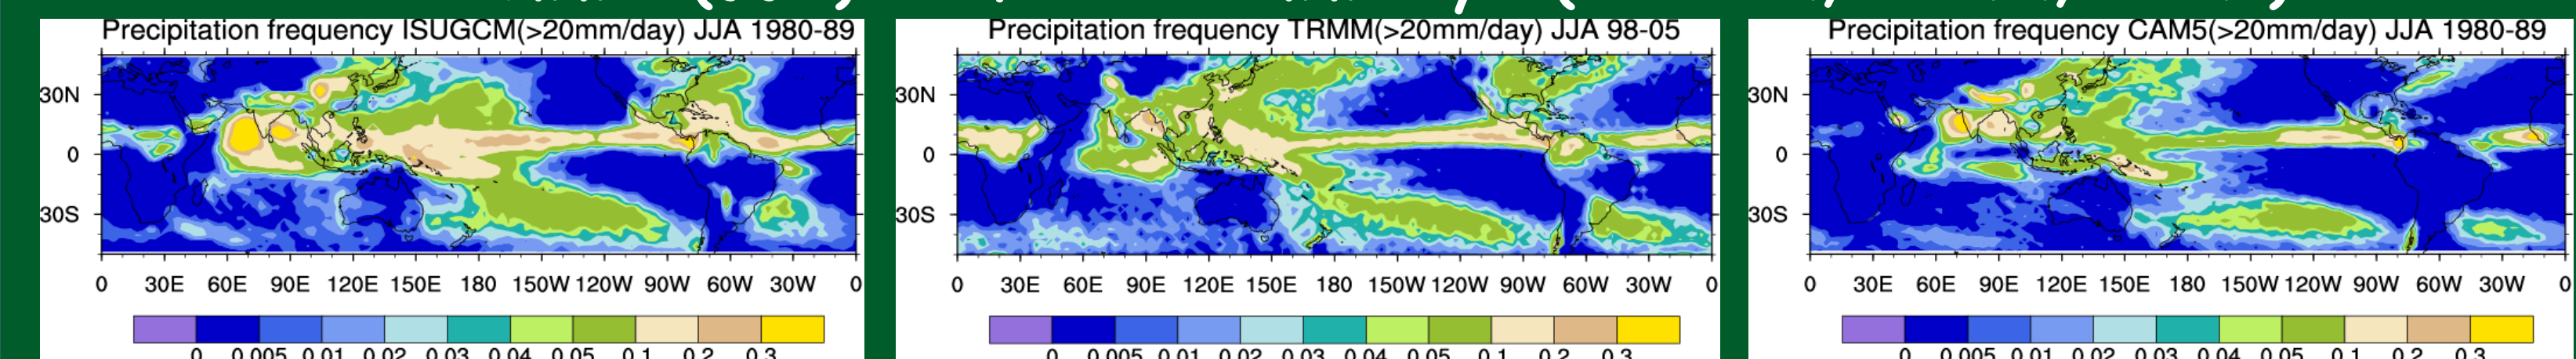 Precipitation frequency ISUGCM(>20mm/day) JJA 1980-89
30N
0
30S
0 30E 60E 90E 120E 150E 180 150W 120W 90W 60W 30W 0
0 0.005 0.01 0.02 0.03 0.04 0.05 0.1 0.2 0.3
Precipitation frequency TRMM(>20mm/day) JJA 98-05
30N
0
30S
0 30E 60E 90E 120E 150E 180 150W 120W 90W 60W 30W 0
0 0.005 0.01 0.02 0.03 0.04 0.05 0.1 0.2 0.3
Precipitation frequency CAM5(>20mm/day) JJA 1980-89
30N
0
30S
0 30E 60E 90E 120E 150E 180 150W 120W 90W 60W 30W 0
0 0.005 0.01 0.02 0.03 0.04 0.05 0.1 0.2 0.3